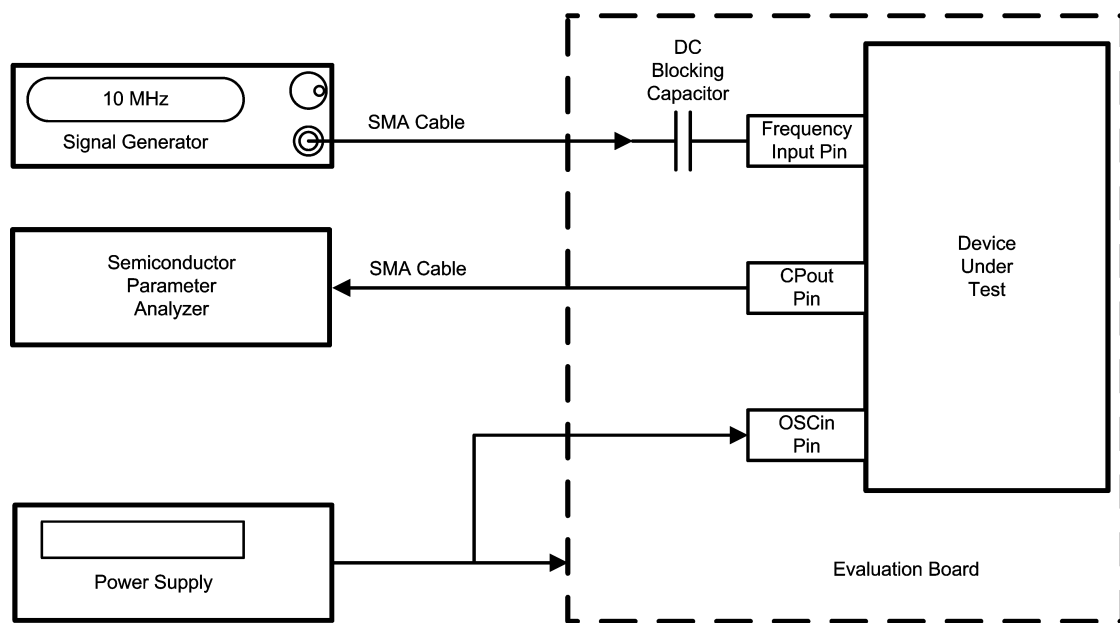 10 MHz
Signal Generator
SMA Cable
DC
Blocking
Capacitor
Frequency
Input Pin
Semiconductor
Parameter
Analyzer
SMA Cable
CPout
Pin
Device
Under
Test
OSCin
Pin
Power Supply
Evaluation Board